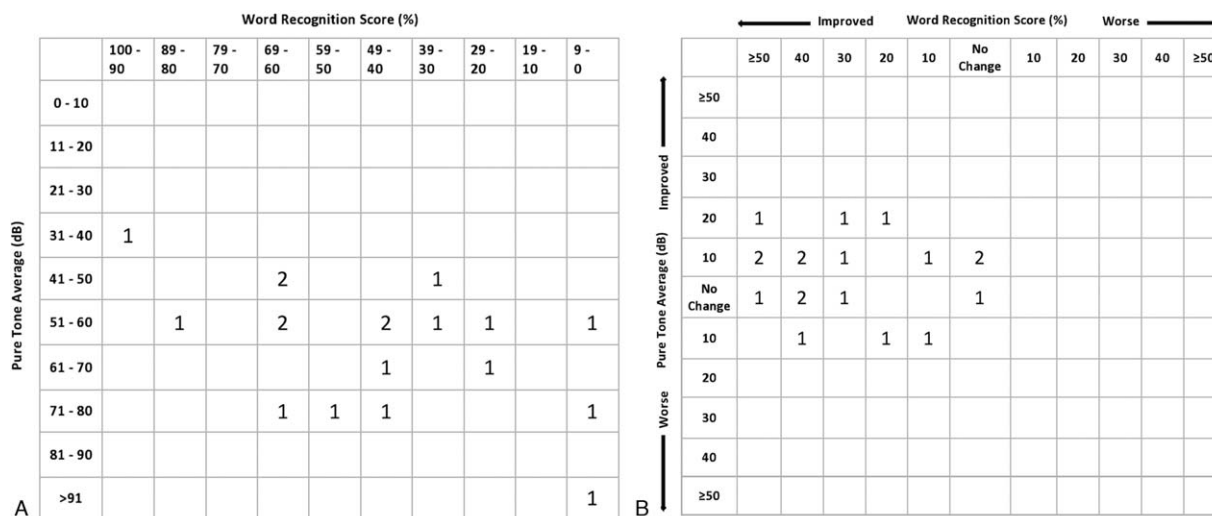 Word Recognition Score (%)
100 - 90 89 - 80 79 - 70 69 - 60 59 - 50 49 - 40 39 - 30 29 - 20 19 - 10 9 - 0
Pure Tone Average (dB)
0 - 10
11 - 20
21 - 30
31 - 40 1
41 - 50 2 1
51 - 60 1 2 2 1 1 1
61 - 70 1 1
71 - 80 1 1 1 1
81 - 90
>91 1
A
Improved Word Recognition Score (%) Worse
≥50 40 30 20 10 No Change 10 20 30 40 ≥50
Worse Pure Tone Average (dB) Improved
≥50
40
30
20 1 1 1
10 2 2 1 1 2
No Change 1 2 1 1
10 1 1 1
20
30
40
≥50
B